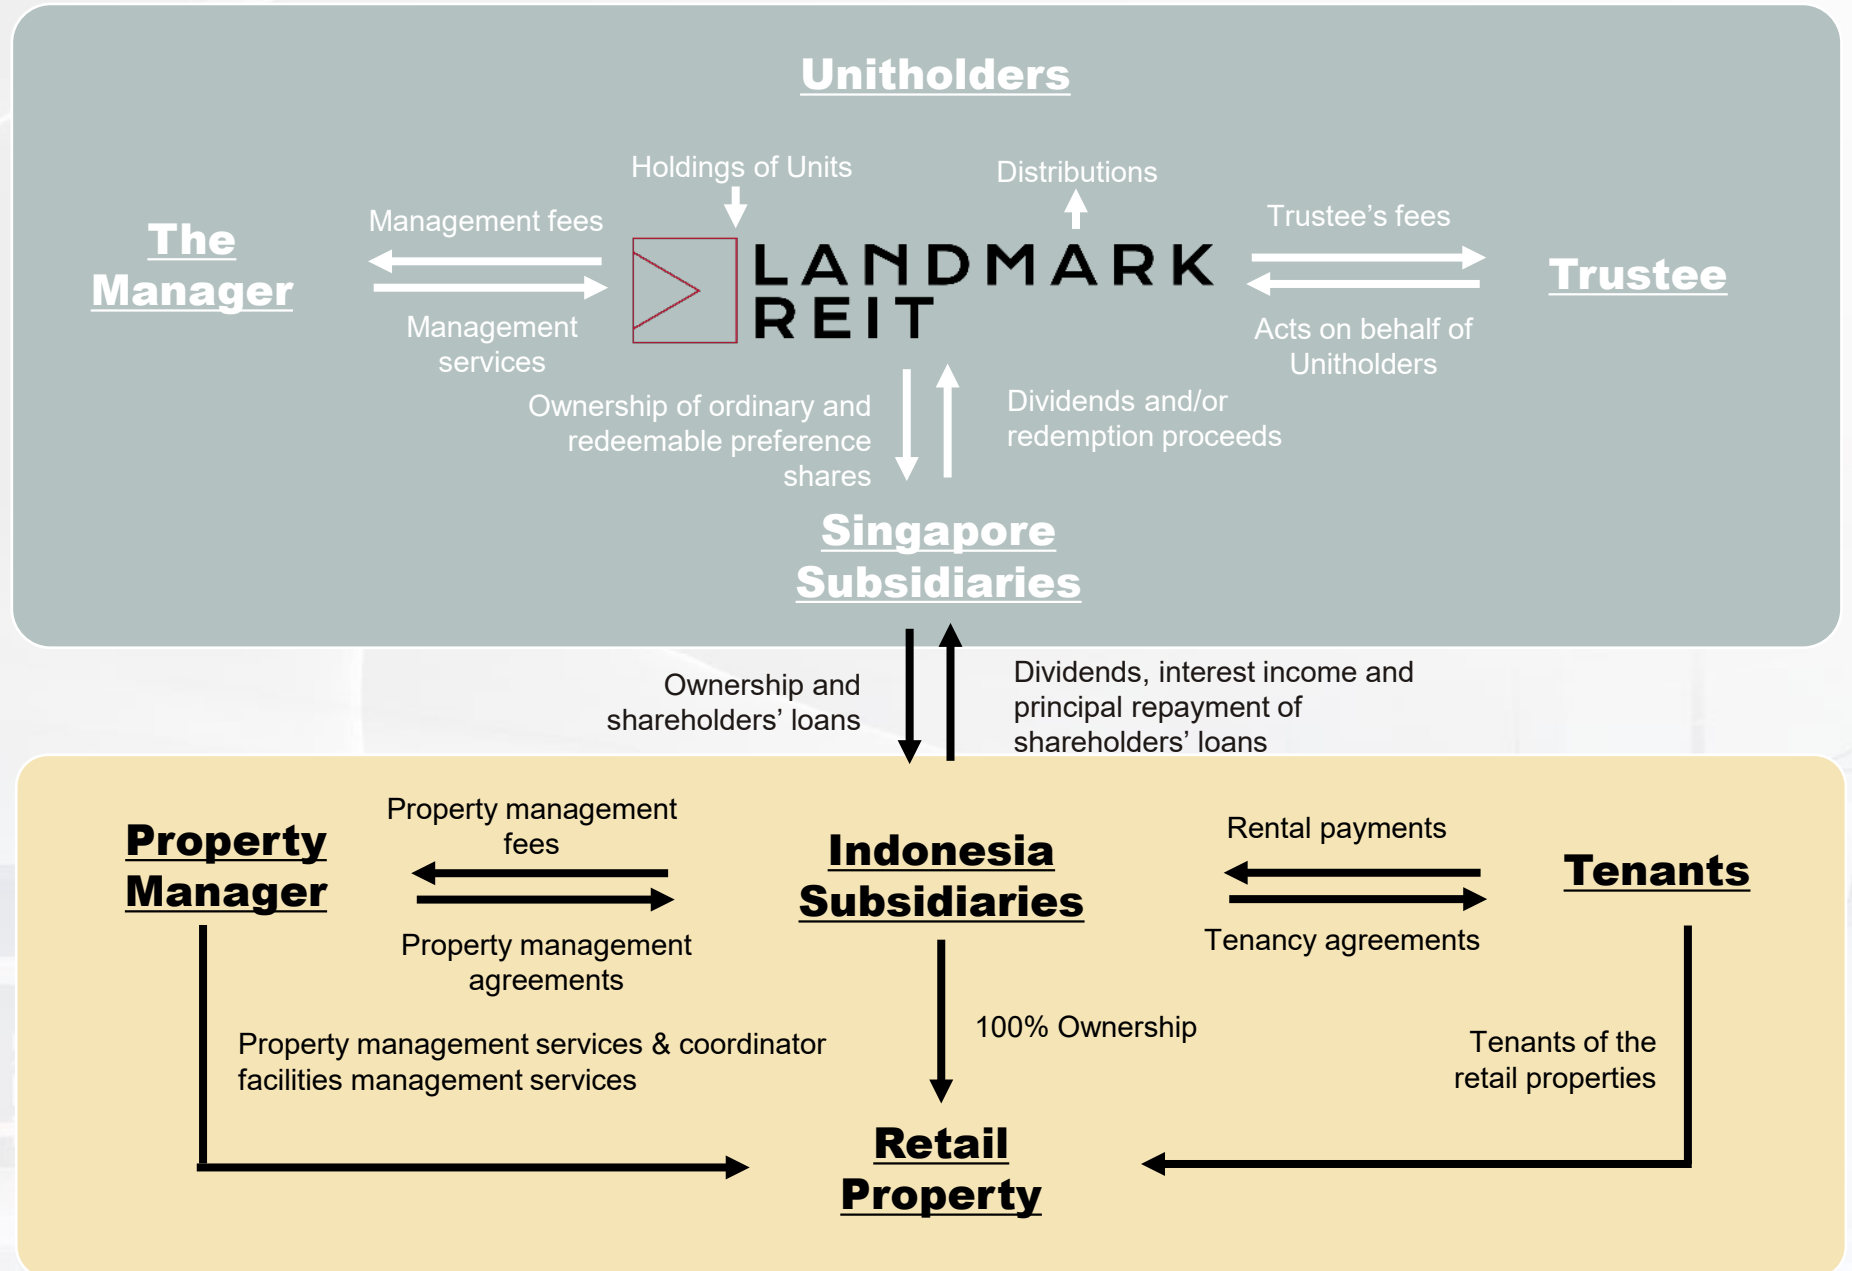 Unitholders
Holdings of Units
Distributions
Management fees
Trustee’s fees
The
Manager
LANDMARK
REIT
Trustee
Management
services
Acts on behalf of
Unitholders
Ownership of ordinary and
redeemable preference
shares
Dividends and/or
redemption proceeds
Singapore
Subsidiaries
Ownership and
shareholders’ loans
Dividends, interest income and
principal repayment of
shareholders’ loans
Property management
fees
Rental payments
Property
Manager
Indonesia
Subsidiaries
Tenants
Property management
agreements
Tenancy agreements
Property management services & coordinator
facilities management services
100% Ownership
Tenants of the
retail properties
Retail
Property